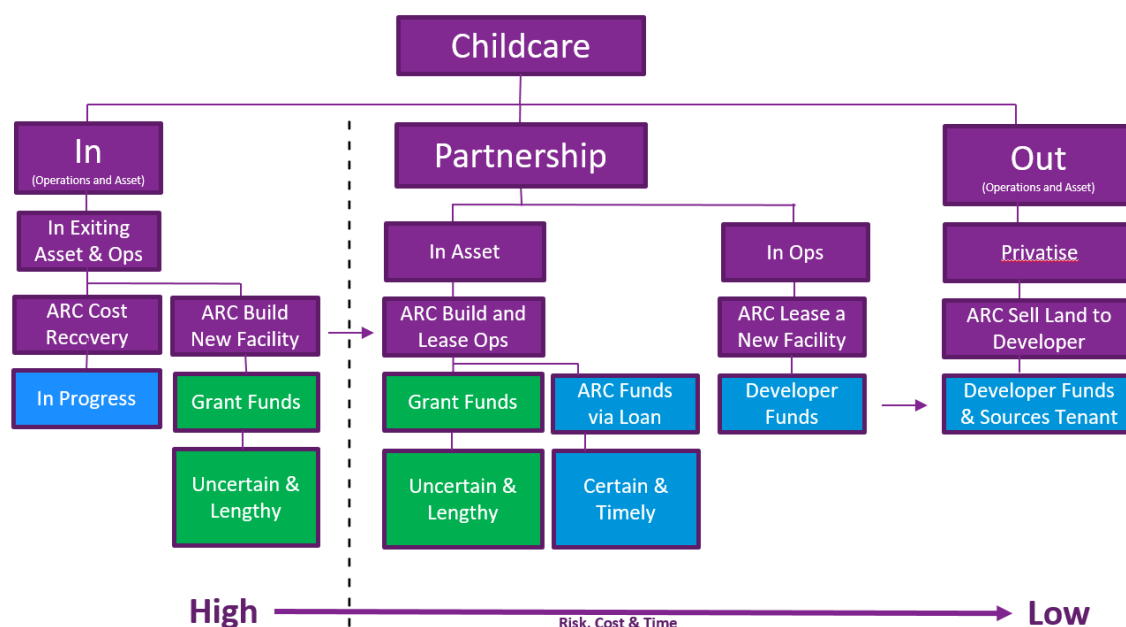 Childcare
In
(Operations and Asset)
Partnership
Out
(Operations and Asset)
In Exiting
Asset & Ops
In Asset
In Ops
Privatise
ARC Cost
Recovery
ARC Build
New Facility
ARC Build and
Lease Ops
ARC Lease a
New Facility
ARC Sell Land to
Developer
In Progress
Grant Funds
Grant Funds
ARC Funds
via Loan
Developer
Funds
Developer Funds
& Sources Tenant
Uncertain &
Lengthy
Uncertain &
Lengthy
Certain &
Timely
High
Risk, Cost & Time
Low